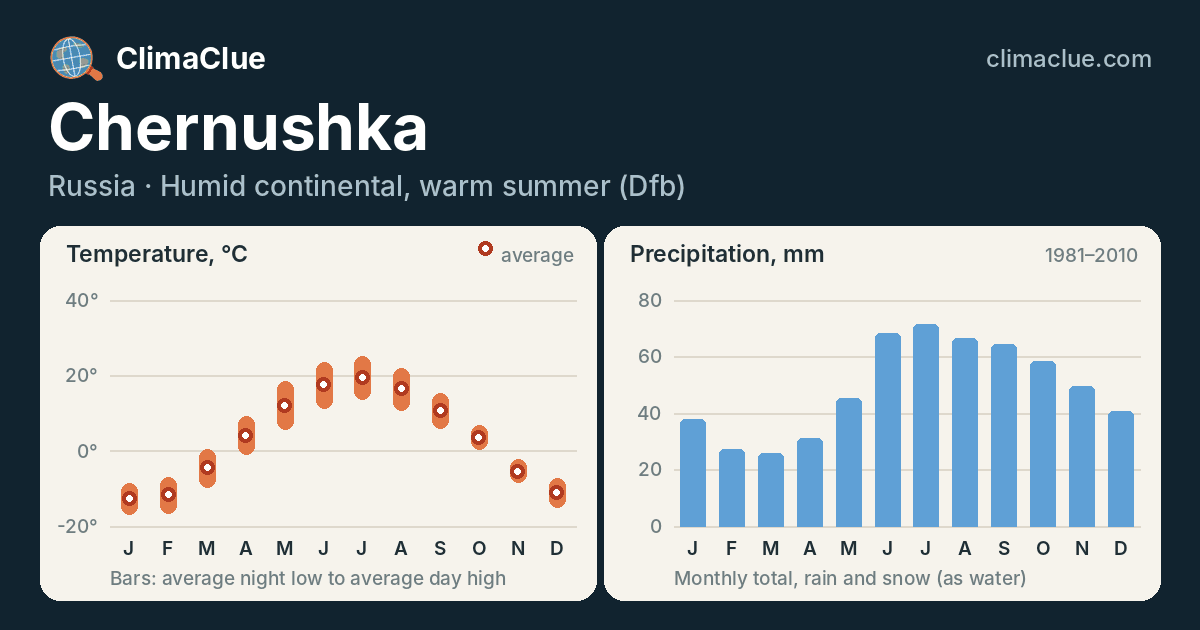 ClimaClue
climaclue.com
Chernushka
Russia · Humid continental, warm summer (Dfb)
Temperature, °C
average
40°
20°
0°
-20°
J F M A M J J A S O N D
Bars: average night low to average day high
Precipitation, mm
1981–2010
80
60
40
20
0
J F M A M J J A S O N D
Monthly total, rain and snow (as water)